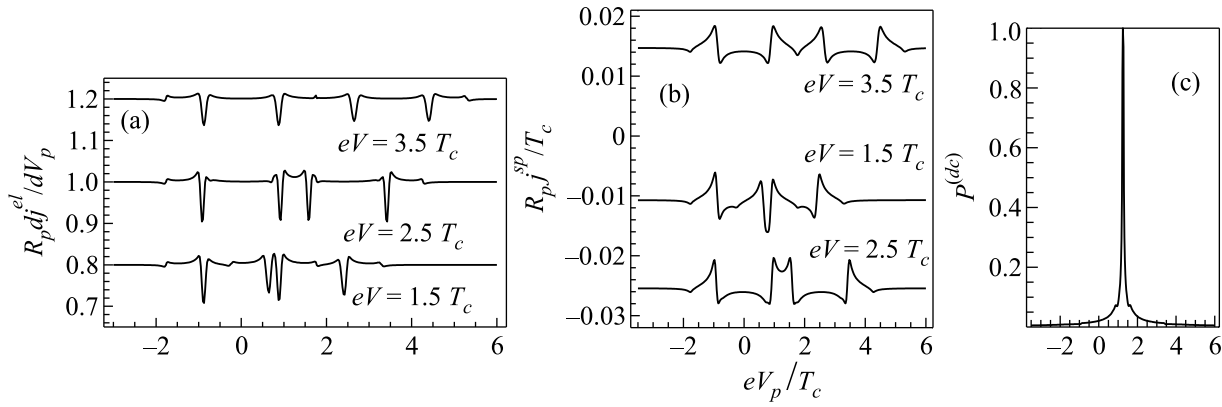 (a)
R_p dj^{el}/dV_p
1.2
1.1
1.0
0.9
0.8
0.7
eV = 3.5 T_c
eV = 2.5 T_c
eV = 1.5 T_c
–2 0 2 4 6
(b)
R_p j^{sp}/T_c
0.02
0.01
0
–0.01
–0.02
–0.03
eV = 3.5 T_c
eV = 1.5 T_c
eV = 2.5 T_c
–2 0 2 4 6
eV_p/T_c
(c)
P^{(dc)}
1.0
0.8
0.6
0.4
0.2
–2 0 2 4 6